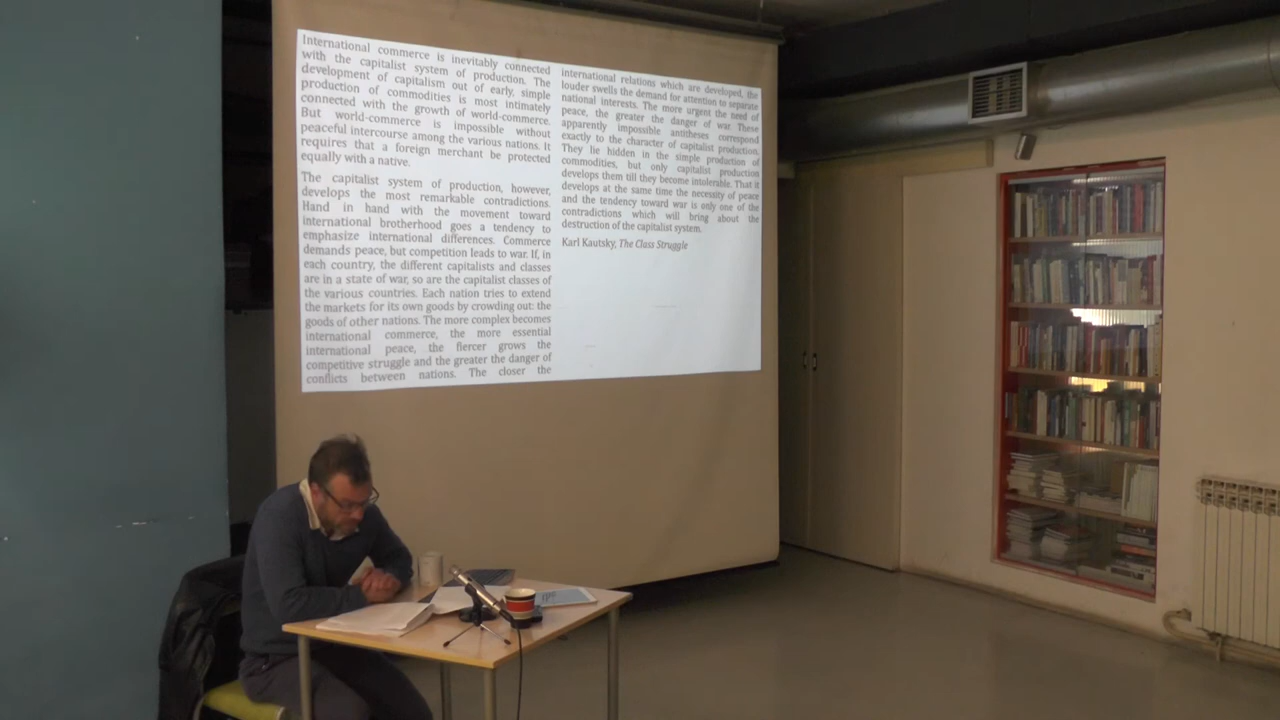 International commerce is inevitably connected
with the capitalist system of production. The
development of capitalism out of early, simple
production of commodities is most intimately
connected with the growth of world-commerce.
But world-commerce is impossible without
peaceful intercourse among the various nations. It
requires that a foreign merchant be protected
equally with a native.
The capitalist system of production, however,
develops the most remarkable contradictions.
Hand in hand with the movement toward
international brotherhood goes a tendency to
emphasize international differences. Commerce
demands peace, but competition leads to war. If, in
each country, the different capitalists and classes
are in a state of war, so are the capitalist classes of
the various countries. Each nation tries to extend
the markets for its own goods by crowding out: the
goods of other nations. The more complex becomes
international commerce, the more essential
international peace, the fiercer grows the
competitive struggle and the greater the danger of
conflicts between nations. The closer the
international relations which are developed, the
louder swells the demand for attention to separate
national interests. The more urgent the need of
peace, the greater the danger of war. These
apparently impossible antitheses correspond
exactly to the character of capitalist production.
They lie hidden in the simple production of
commodities, but only capitalist production
develops them till they become intolerable. That it
develops at the same time the necessity of peace
and the tendency toward war is only one of the
contradictions which will bring about the
destruction of the capitalist system.
Karl Kautsky, The Class Struggle